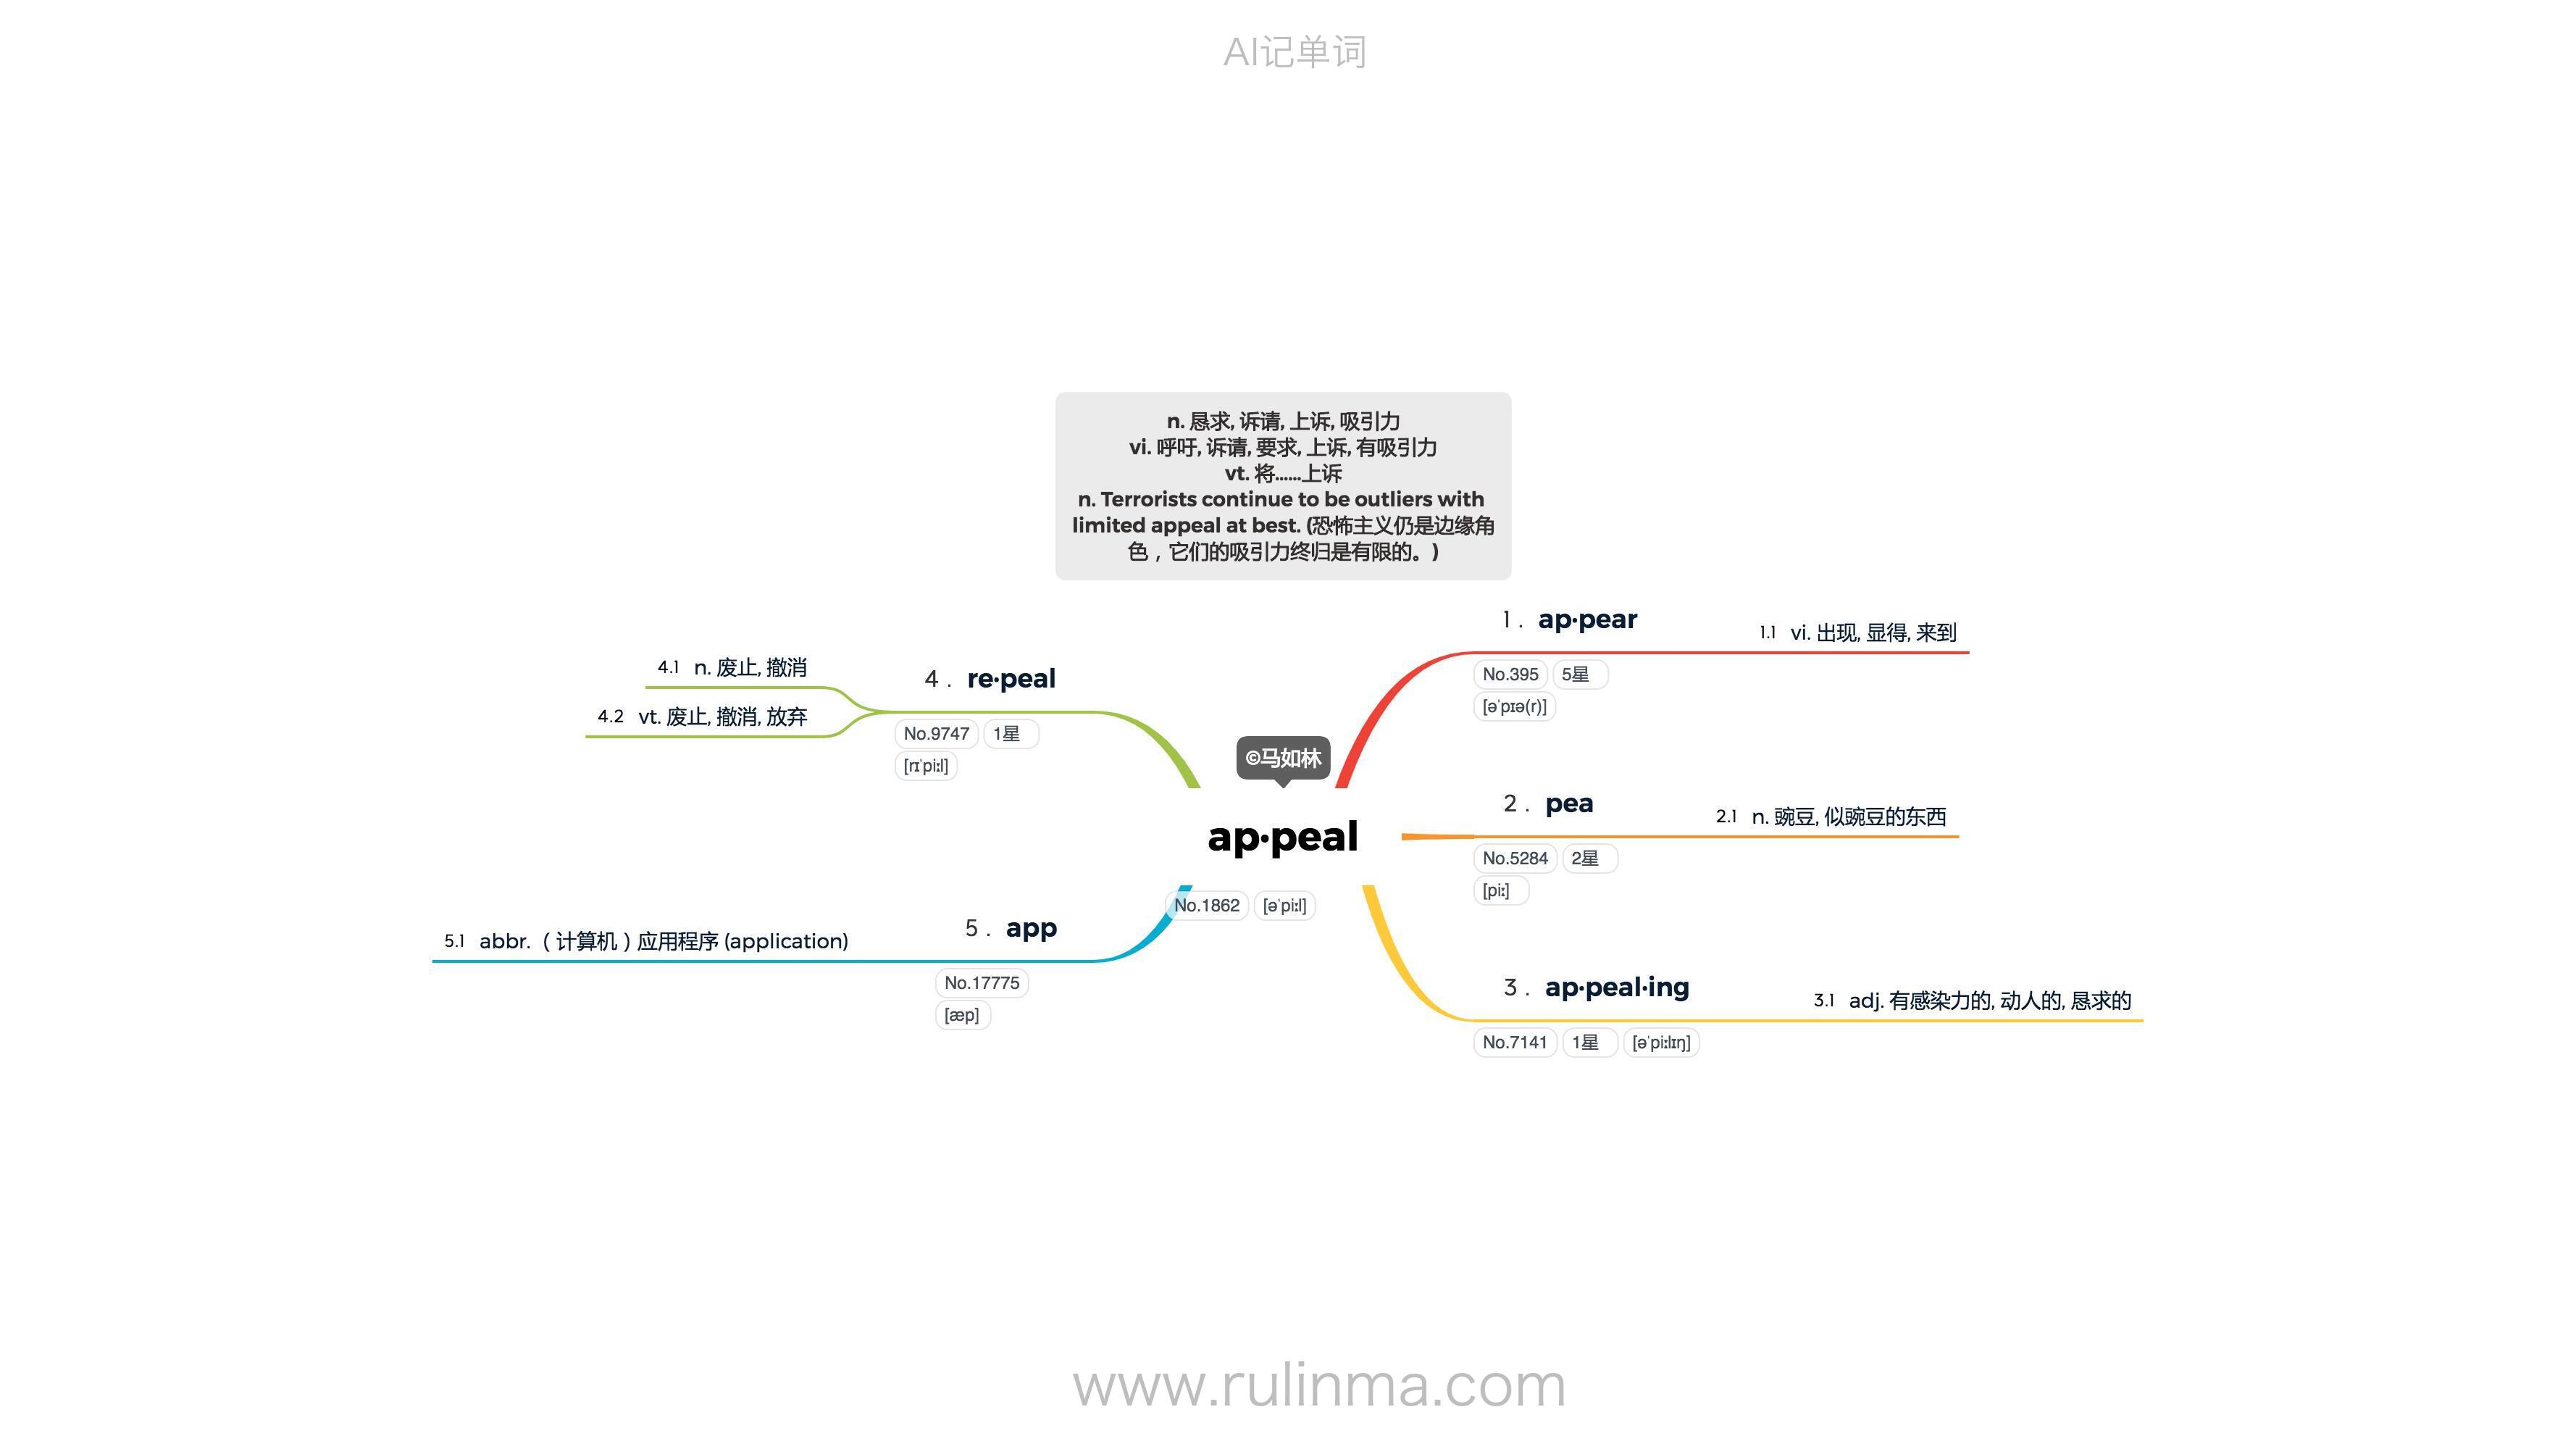 AI记单词
n. 恳求, 诉请, 上诉, 吸引力
vi. 呼吁, 诉请, 要求, 上诉, 有吸引力
vt. 将……上诉
n. Terrorists continue to be outliers with
limited appeal at best. (恐怖主义仍是边缘角
色，它们的吸引力终归是有限的。)
©马如林
ap·peal
No.1862 [əˈpiːl]
1. ap·pear
No.395 5星
[əˈpɪə(r)]
1.1 vi. 出现, 显得, 来到
2. pea
No.5284 2星
[piː]
2.1 n. 豌豆, 似豌豆的东西
3. ap·peal·ing
No.7141 1星 [əˈpiːlɪŋ]
3.1 adj. 有感染力的, 动人的, 恳求的
4. re·peal
No.9747 1星
[rɪˈpiːl]
4.1 n. 废止, 撤消
4.2 vt. 废止, 撤消, 放弃
5. app
No.17775
[æp]
5.1 abbr. （计算机）应用程序 (application)
www.rulinma.com